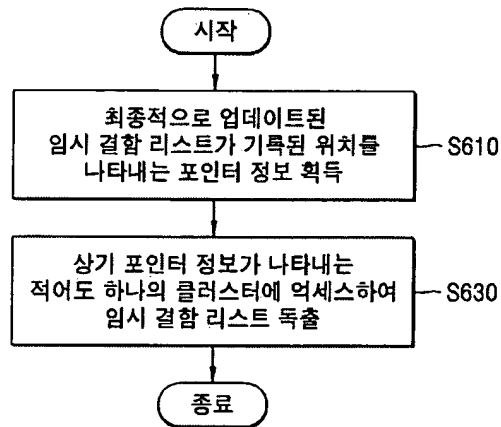 시작
최종적으로 업데이트된
임시 결함 리스트가 기록된 위치를
나타내는 포인터 정보 획득
S610
상기 포인터 정보가 나타내는
적어도 하나의 클러스터에 억세스하여
임시 결함 리스트 독출
S630
종료